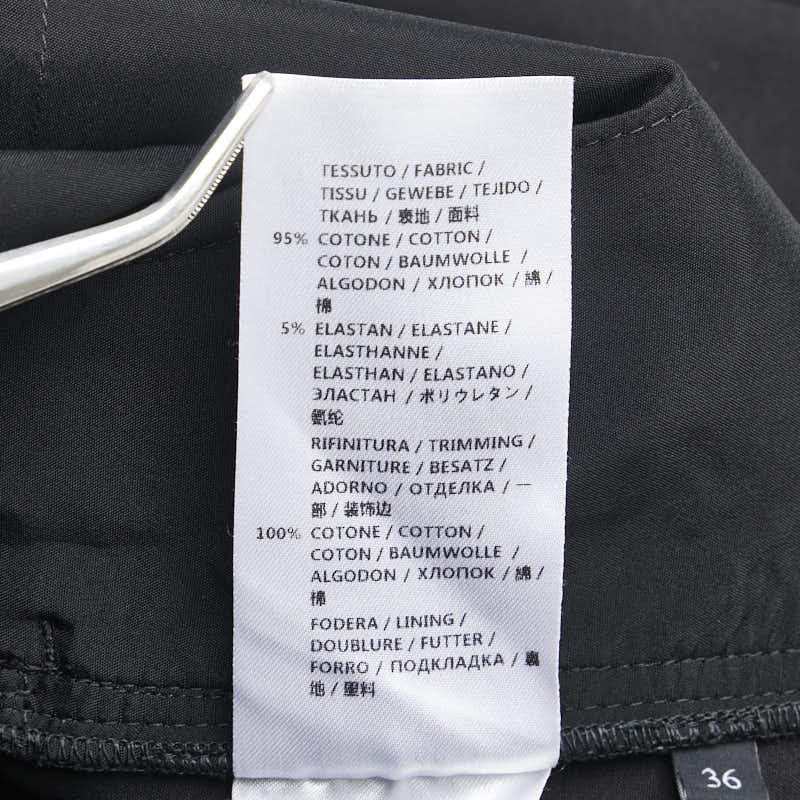 TESSUTO / FABRIC /
TISSU / GEWEBE / TEJIDO /
ТКАНЬ / 裏地 / 面料
95% COTONE / COTTON /
COTON / BAUMWOLLE /
ALGODON / ХЛОПОК / 綿 /
棉
5% ELASTAN / ELASTANE /
ELASTHANNE /
ELASTHAN / ELASTANO /
ЭЛАСТАН / ポリウレタン /
氨纶
RIFINITURA / TRIMMING /
GARNITURE / BESATZ /
ADORNO / ОТДЕЛКА / 一
部 / 装饰边
100% COTONE / COTTON /
COTON / BAUMWOLLE /
ALGODON / ХЛОПОК / 綿 /
棉
FODERA / LINING /
DOUBLURE / FUTTER /
FORRO / ПОДКЛАДКА / 裏
地 / 里料
36